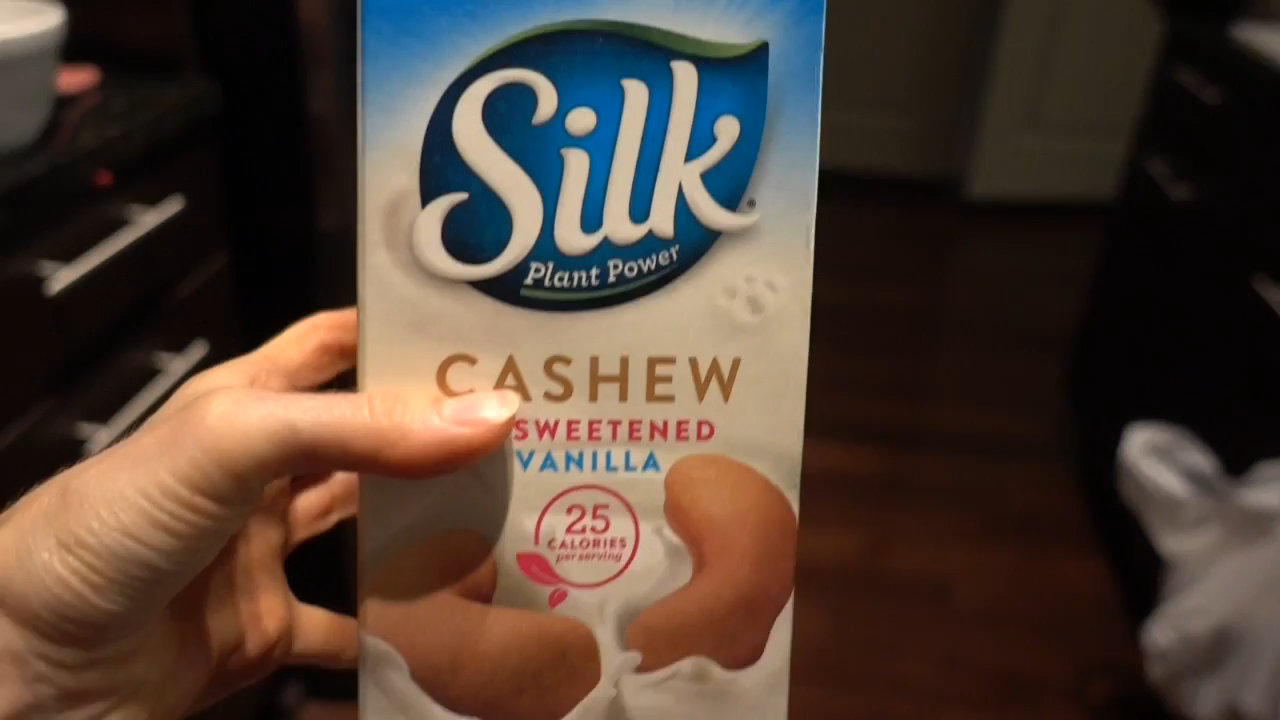 Silk
Plant Power
CASHEW
SWEETENED
VANILLA
25
CALORIES
per serving